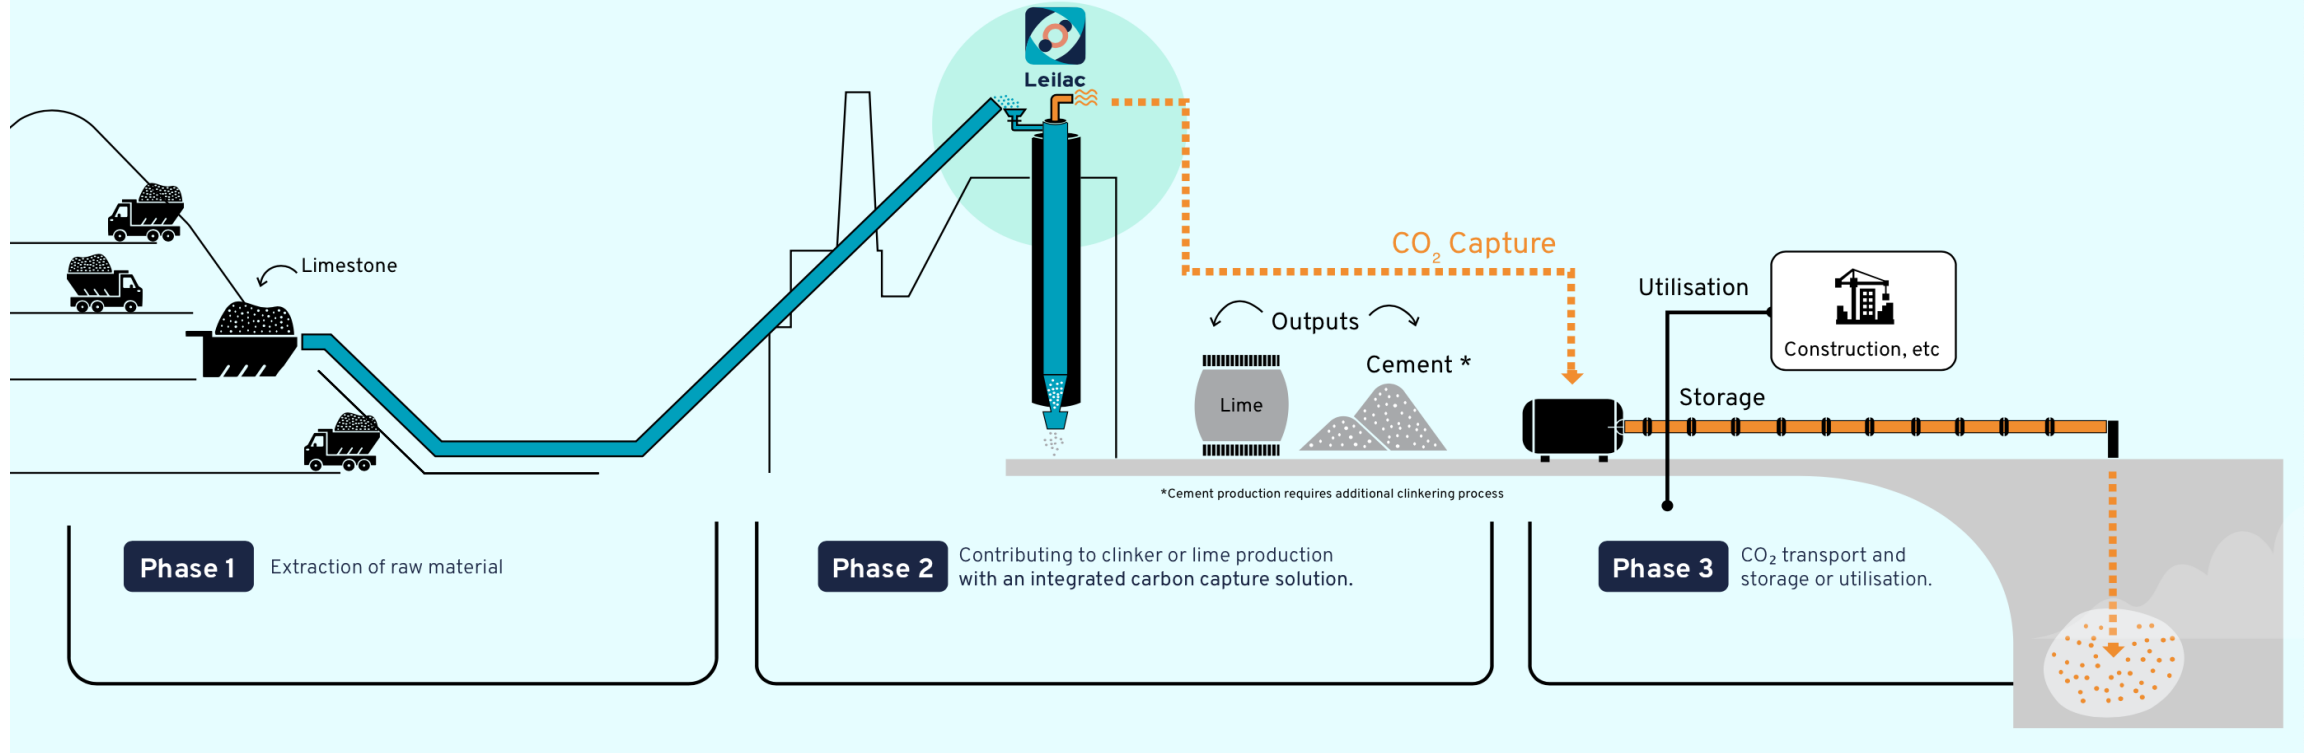 Leilac
Limestone
CO₂ Capture
Utilisation
Construction, etc
Outputs
Cement *
Lime
Storage
*Cement production requires additional clinkering process
Phase 1
Extraction of raw material
Phase 2
Contributing to clinker or lime production
with an integrated carbon capture solution.
Phase 3
CO₂ transport and
storage or utilisation.